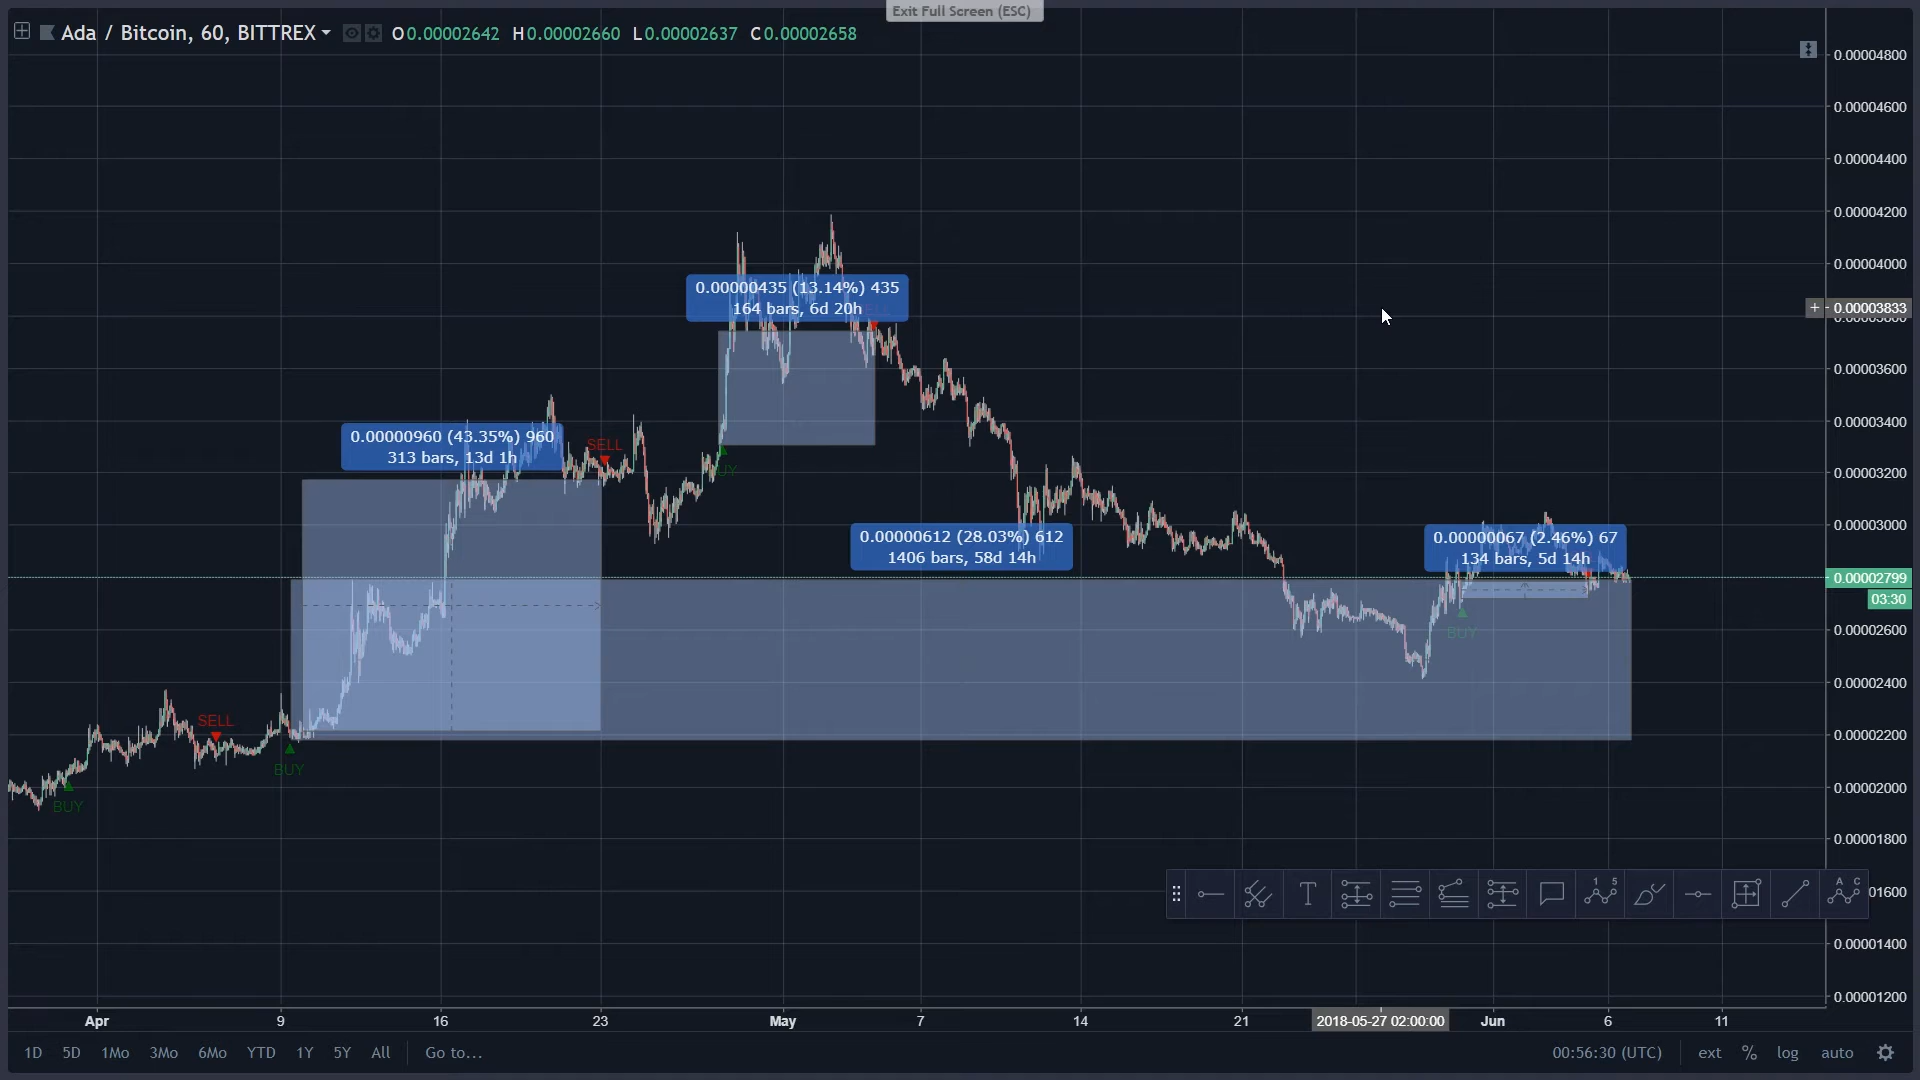 Exit Full Screen (ESC)
Ada / Bitcoin, 60, BITTREX O0.00002642 H0.00002660 L0.00002637 C0.00002658
0.00004800
0.00004600
0.00004400
0.00004200
0.00004000
+ 0.00003833
0.00003600
0.00003400
0.00003200
0.00003000
0.00002799
03:30
0.00002600
0.00002400
0.00002200
0.00002000
0.00001800
01600
0.00001400
0.00001200
0.00000435 (13.14%) 435
164 bars, 6d 20h
0.00000960 (43.35%) 960
313 bars, 13d 1h
SELL
0.00000612 (28.03%) 612
1406 bars, 58d 14h
0.00000067 (2.46%) 67
134 bars, 5d 14h
BUY
SELL
BUY
BUY
T
1 5
A C
Apr 9 16 23 May 7 14 21 2018-05-27 02:00:00 Jun 6 11
1D 5D 1Mo 3Mo 6Mo YTD 1Y 5Y All Go to... 00:56:30 (UTC) ext % log auto